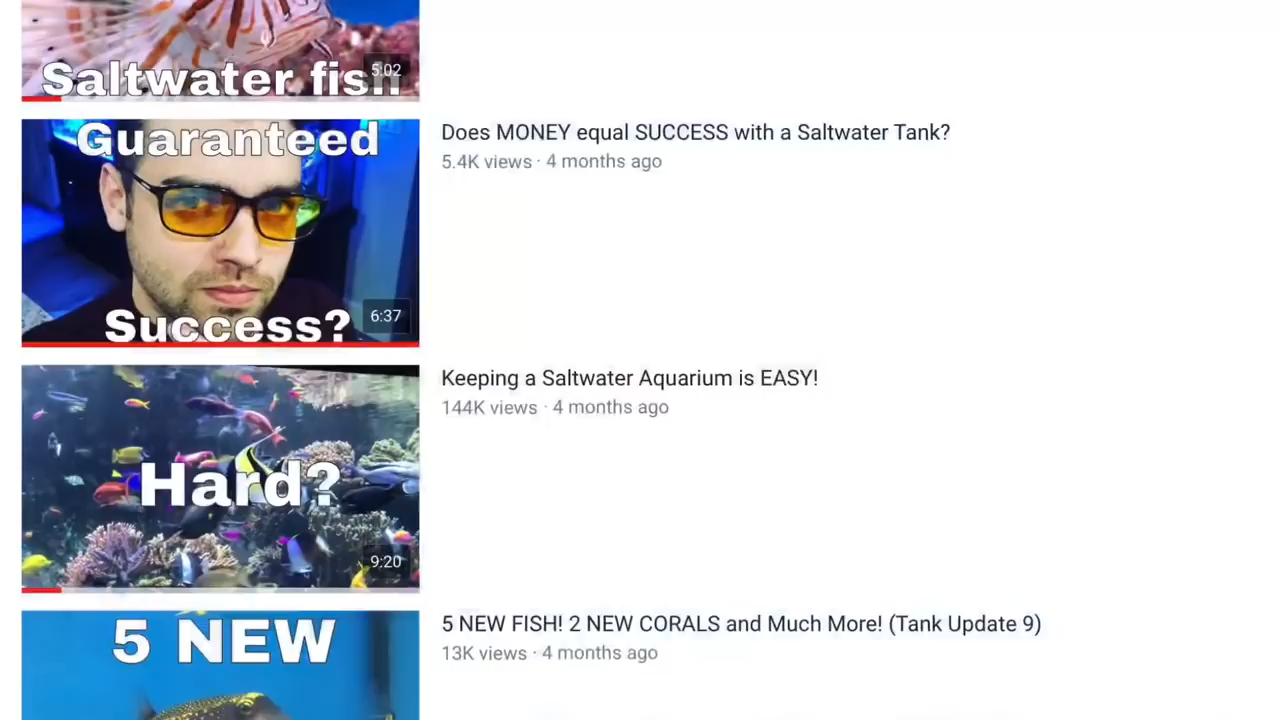 Saltwater fish
5:02
Guaranteed
Success?
6:37
Does MONEY equal SUCCESS with a Saltwater Tank?
5.4K views · 4 months ago
Hard?
9:20
Keeping a Saltwater Aquarium is EASY!
144K views · 4 months ago
5 NEW
5 NEW FISH! 2 NEW CORALS and Much More! (Tank Update 9)
13K views · 4 months ago